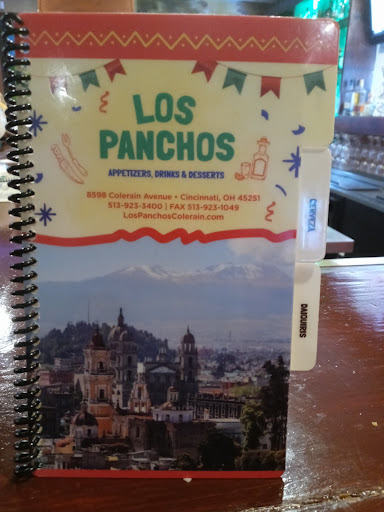 LOS
PANCHOS
APPETIZERS, DRINKS & DESSERTS
8598 Colerain Avenue • Cincinnati, OH 45251
513-923-3400 | FAX 513-923-1049
LosPanchosColerain.com
CERVEZA
DAIQUIRIS